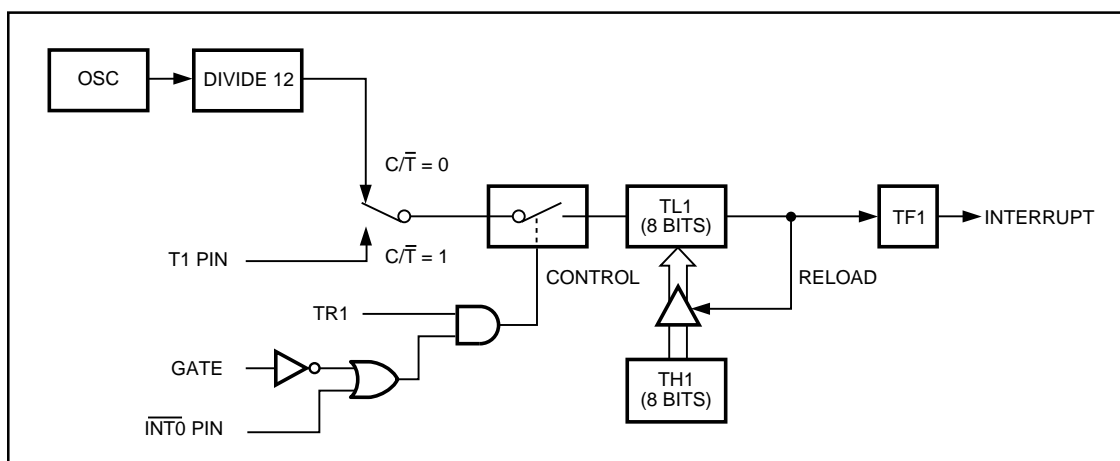 OSC
DIVIDE 12
C/T̅ = 0
TL1
(8 BITS)
TF1
INTERRUPT
T1 PIN
C/T̅ = 1
CONTROL
RELOAD
TR1
GATE
TH1
(8 BITS)
I̅N̅T̅0̅ PIN